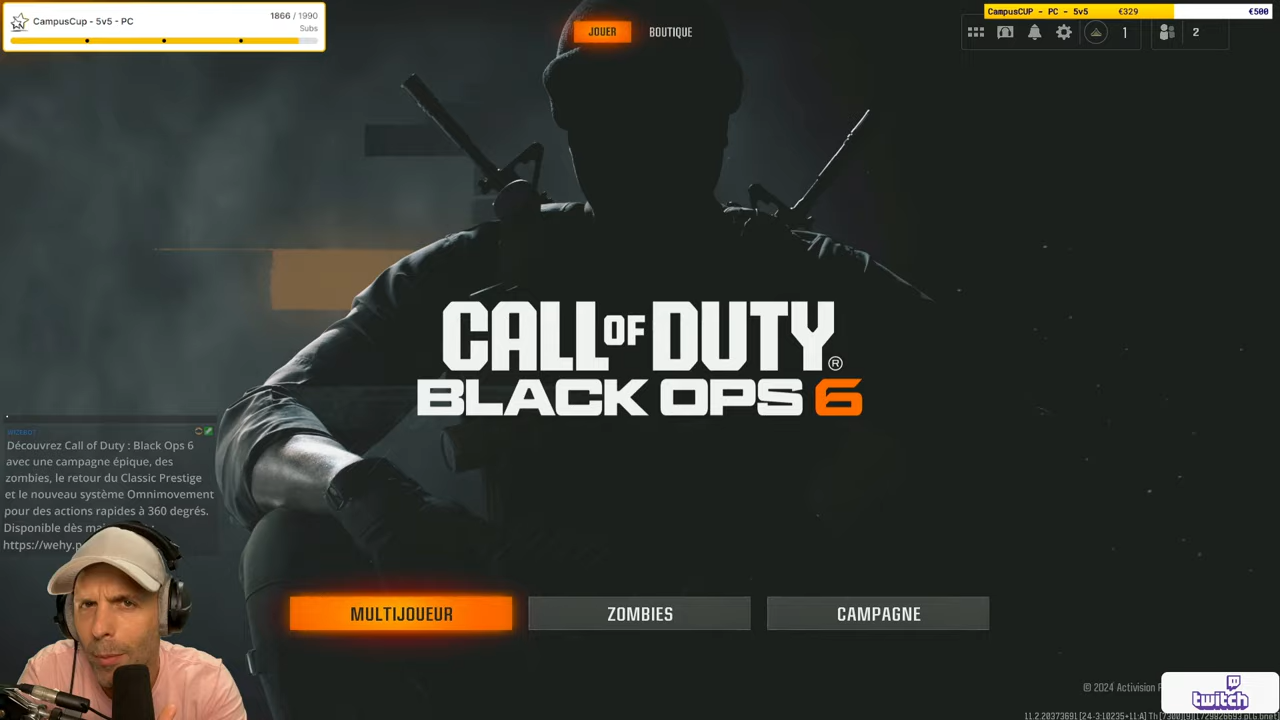 CampusCup - 5v5 - PC
1866 / 1990
Subs
JOUER
BOUTIQUE
CampusCUP - PC - 5v5 €329 €500
1
2
CALL OF DUTY®
BLACK OPS 6
Découvrez Call of Duty : Black Ops 6
avec une campagne épique, des
zombies, le retour du Classic Prestige
et le nouveau système Omnimovement
pour des actions rapides à 360 degrés.
Disponible dès
https://wehy.p
MULTIJOUEUR
ZOMBIES
CAMPAGNE
© 2024 Activision
twitch